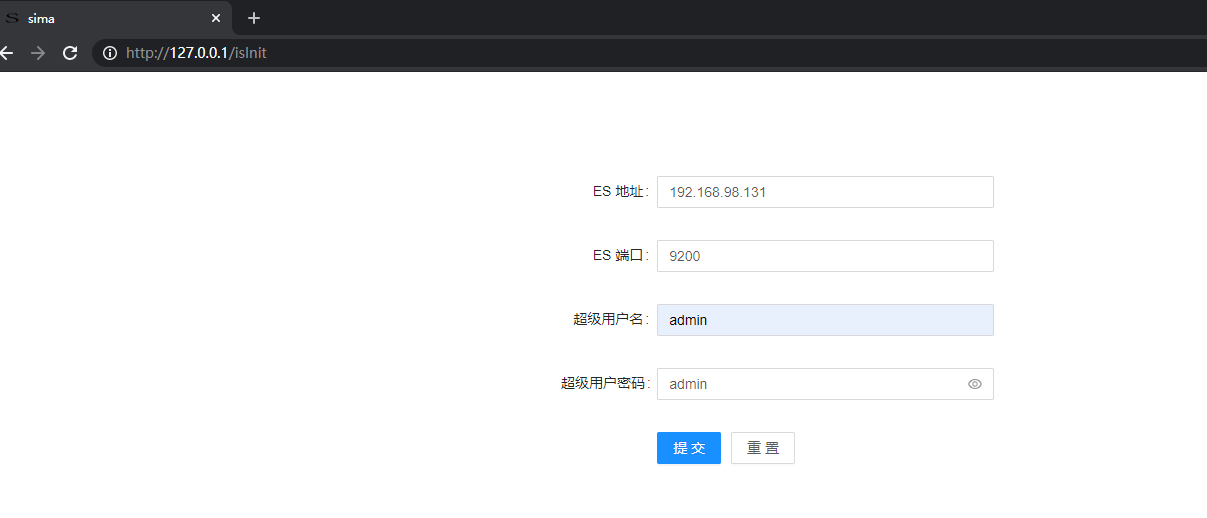 S sima
http://127.0.0.1/isInit
ES 地址: 192.168.98.131
ES 端口: 9200
超级用户名: admin
超级用户密码: admin
提 交 重 置